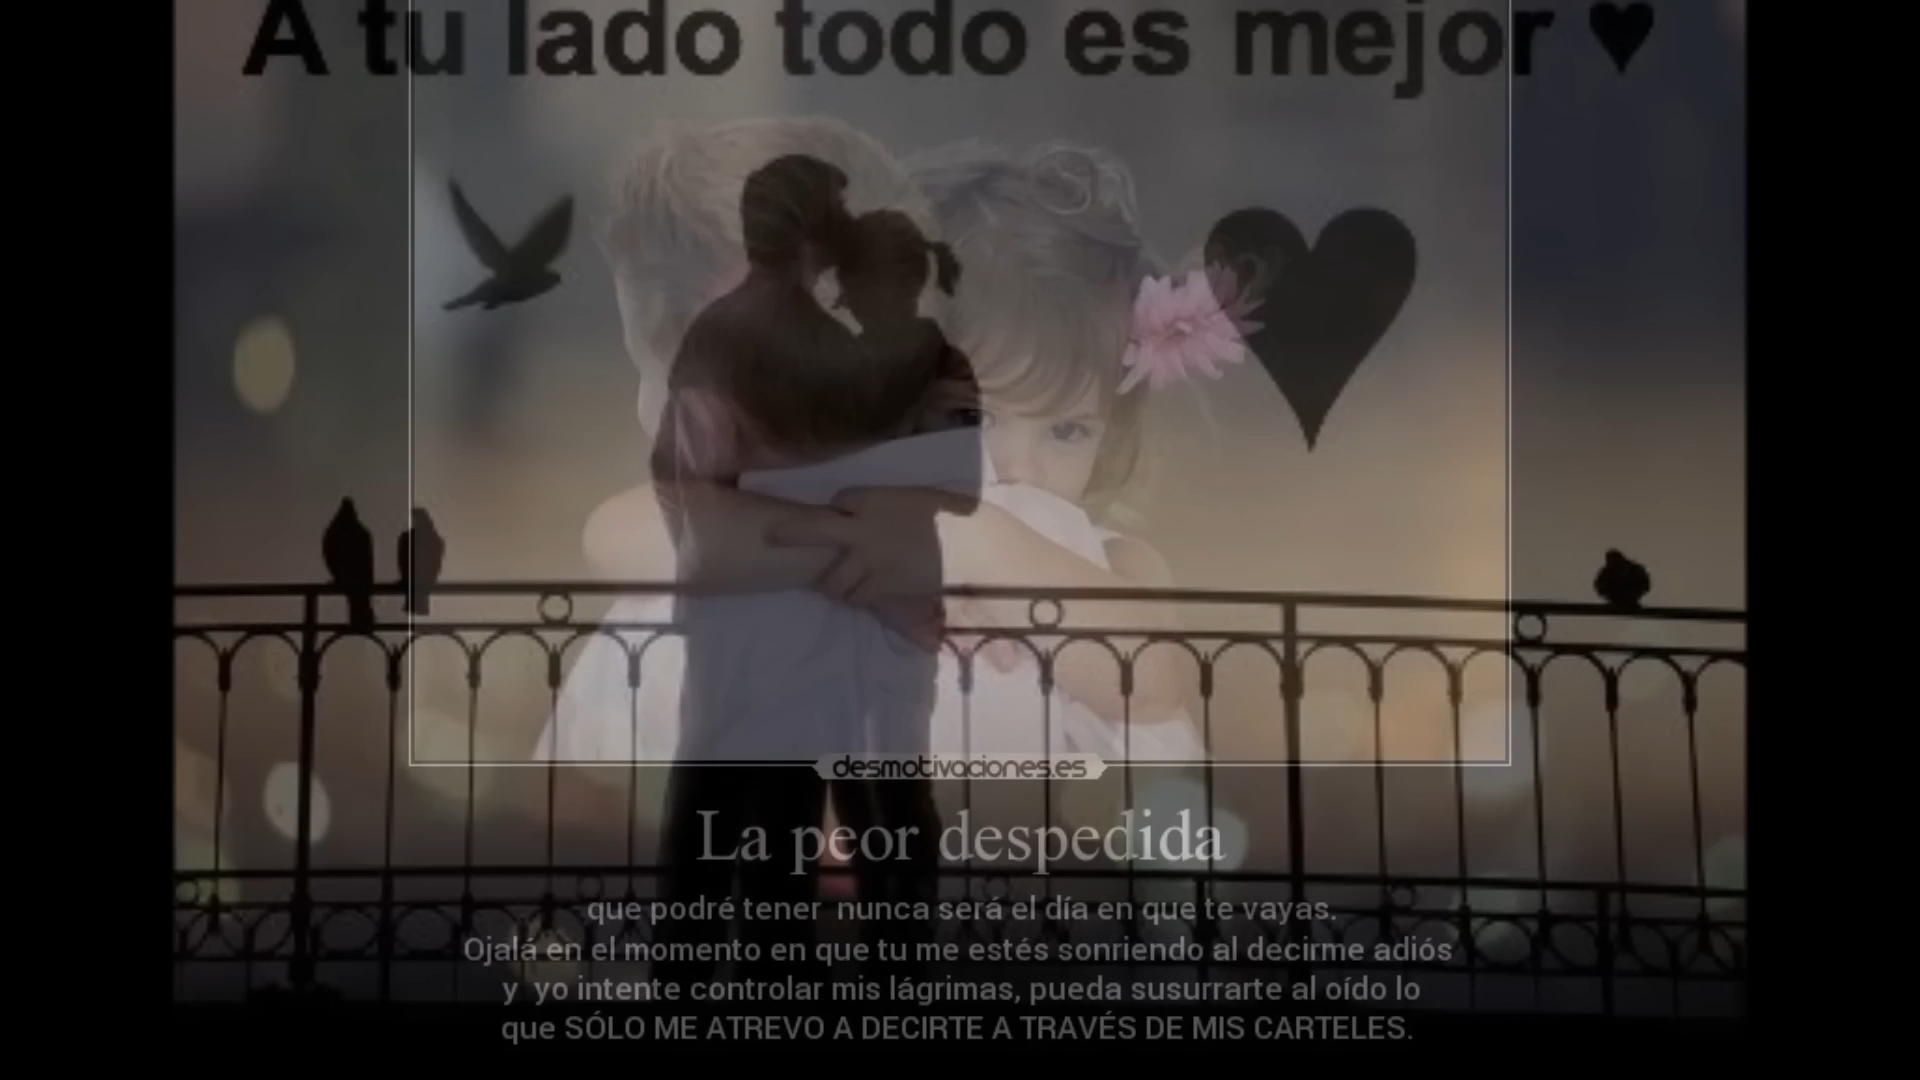 A tu lado todo es mejor ♥
desmotivaciones.es
La peor despedida
que podré tener nunca será el día en que te vayas.
Ojalá en el momento en que tu me estés sonriendo al decirme adiós
y yo intente controlar mis lágrimas, pueda susurrarte al oído lo
que SÓLO ME ATREVO A DECIRTE A TRAVÉS DE MIS CARTELES.